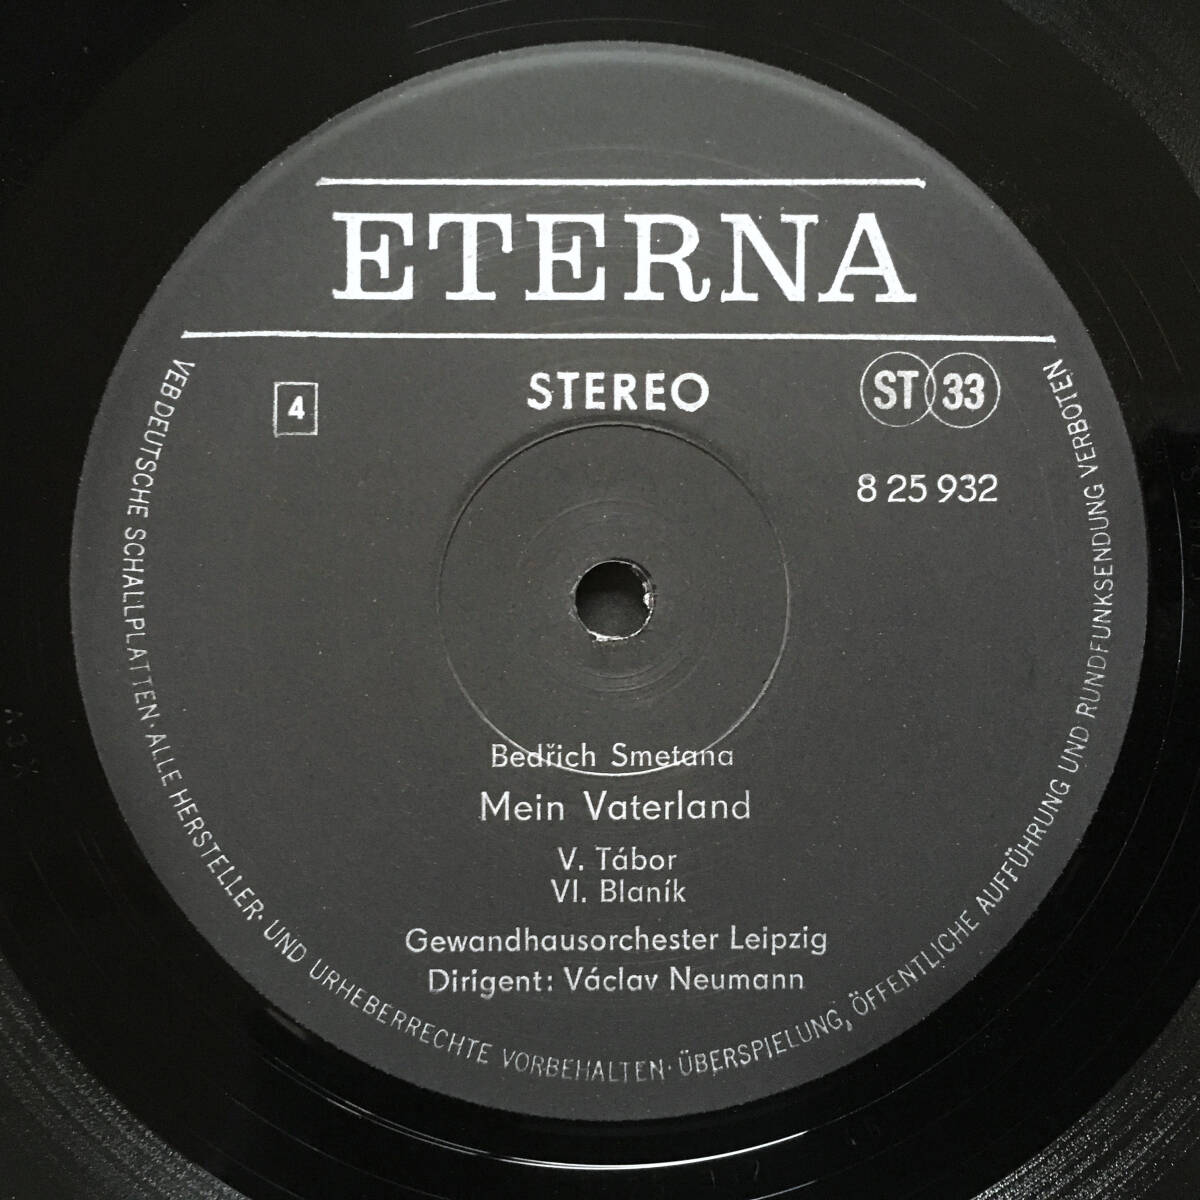 ETERNA
4
STEREO
ST 33
8 25 932
Bedřich Smetana
Mein Vaterland
V. Tábor
VI. Blaník
Gewandhausorchester Leipzig
Dirigent: Václav Neumann
VEB DEUTSCHE SCHALLPLATTEN · ALLE HERSTELLER- UND URHEBERRECHTE VORBEHALTEN · ÜBERSPIELUNG, ÖFFENTLICHE AUFFÜHRUNG UND RUNDFUNKSENDUNG VERBOTEN